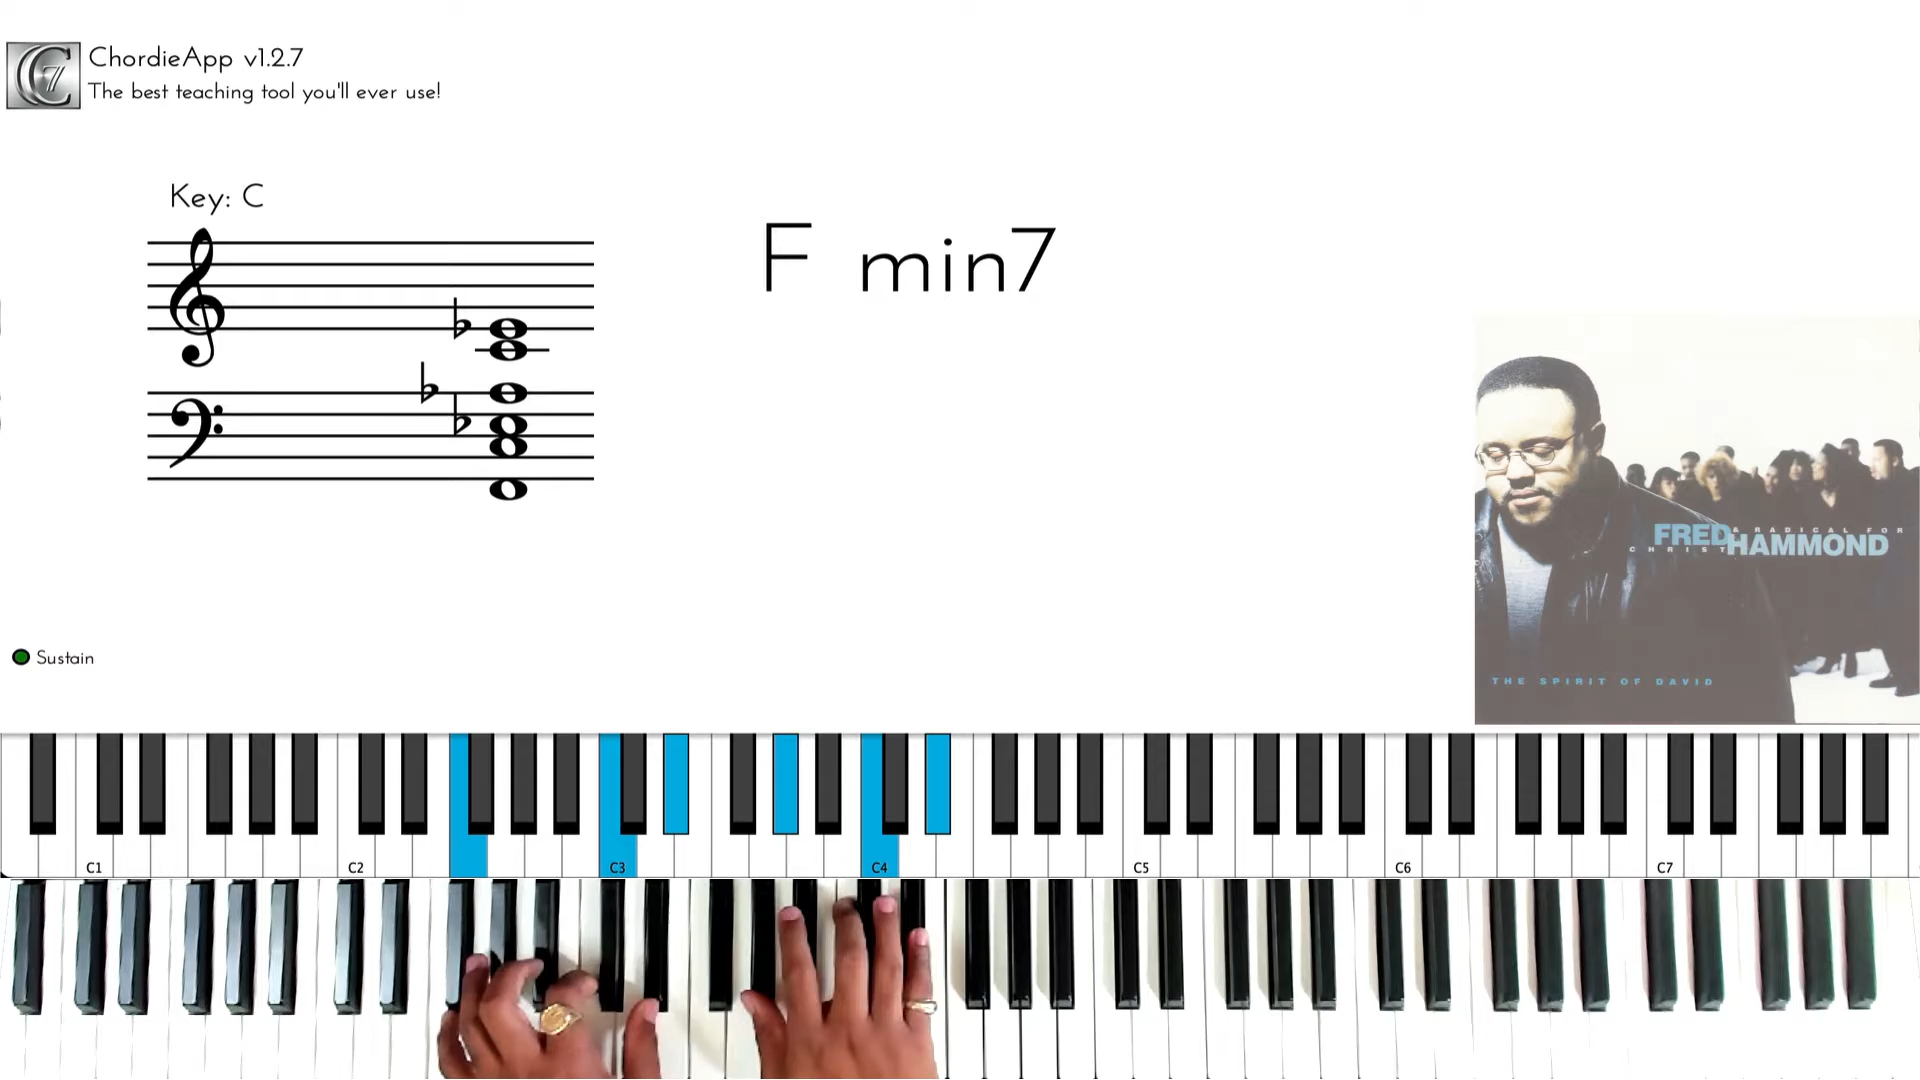 ChordieApp v1.2.7
The best teaching tool you'll ever use!
Key: C
F min7
FRED & RADICAL FOR
CHRIST HAMMOND
THE SPIRIT OF DAVID
Sustain
C1 C2 C3 C4 C5 C6 C7